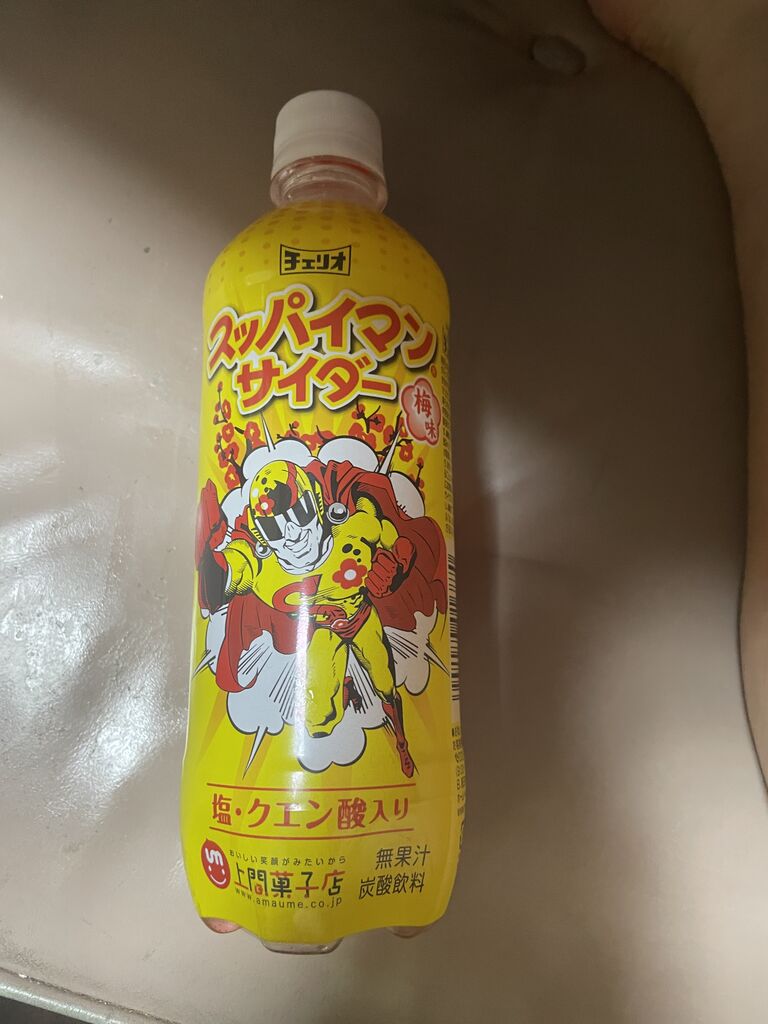 チェリオ
スッパイマン®
サイダー
梅味
塩・クエン酸入り
おいしい笑顔がみたいから
上間菓子店
www.amaume.co.jp
無果汁
炭酸飲料